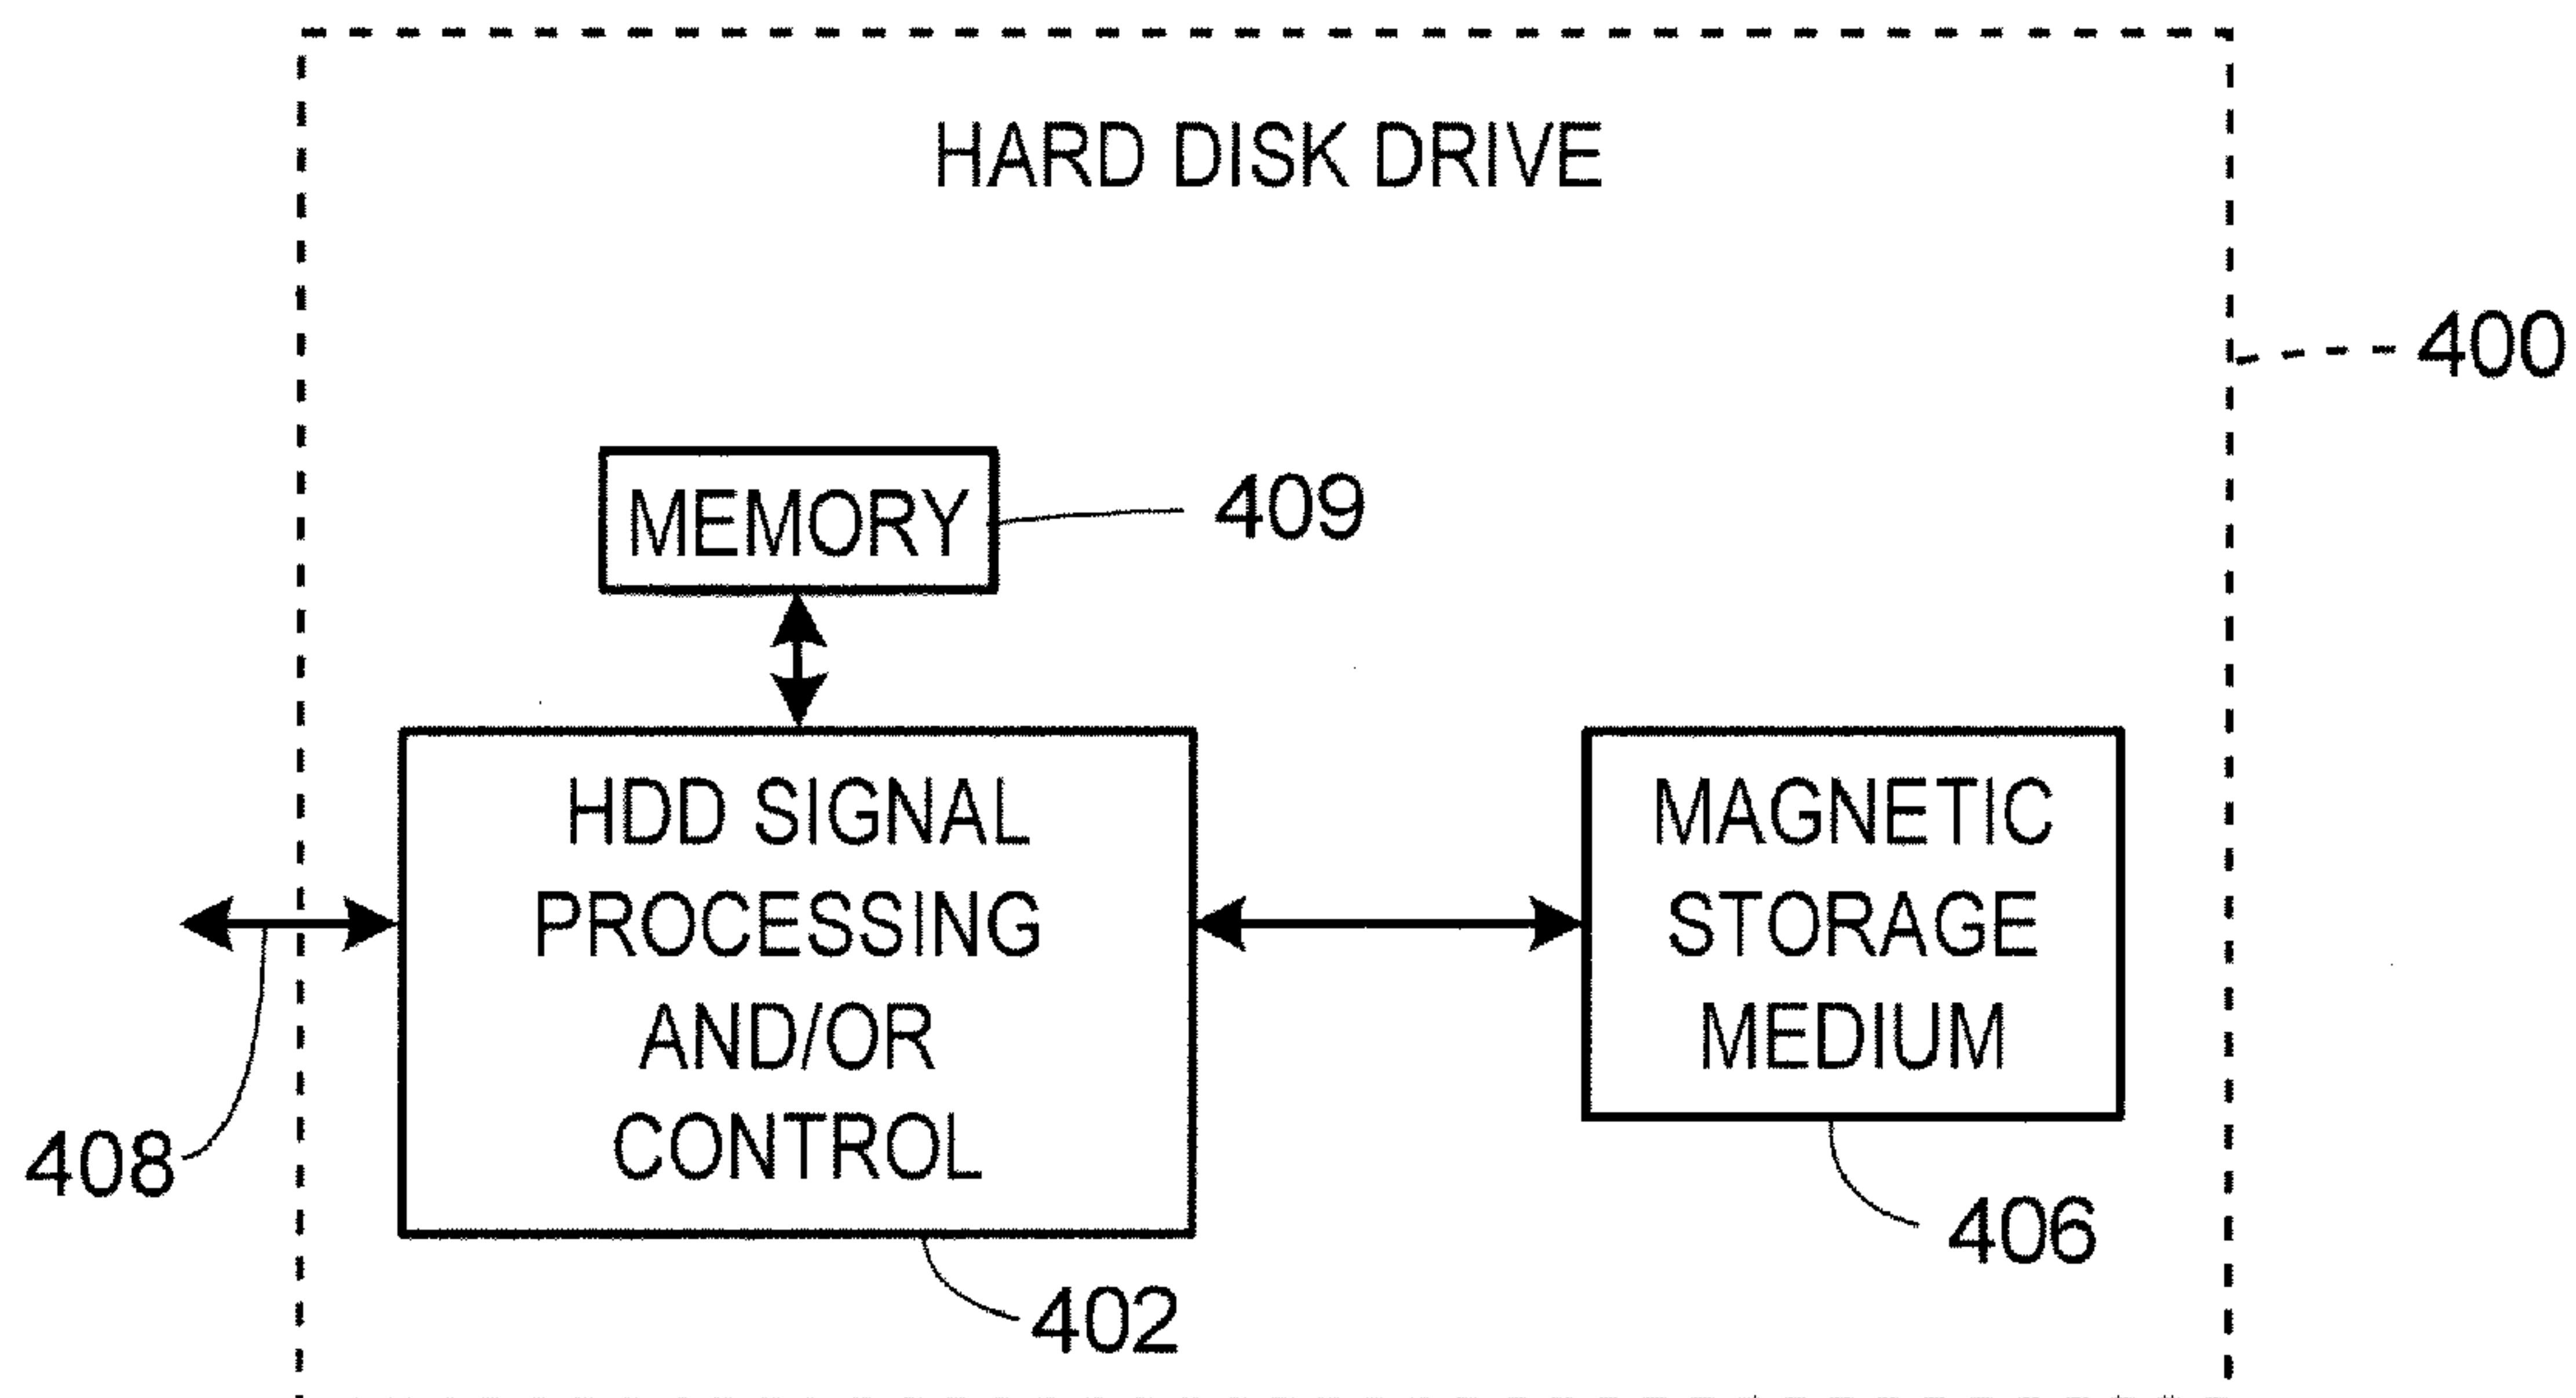 HARD DISK DRIVE
400
MEMORY
409
HDD SIGNAL
PROCESSING
AND/OR
CONTROL
MAGNETIC
STORAGE
MEDIUM
408
406
402